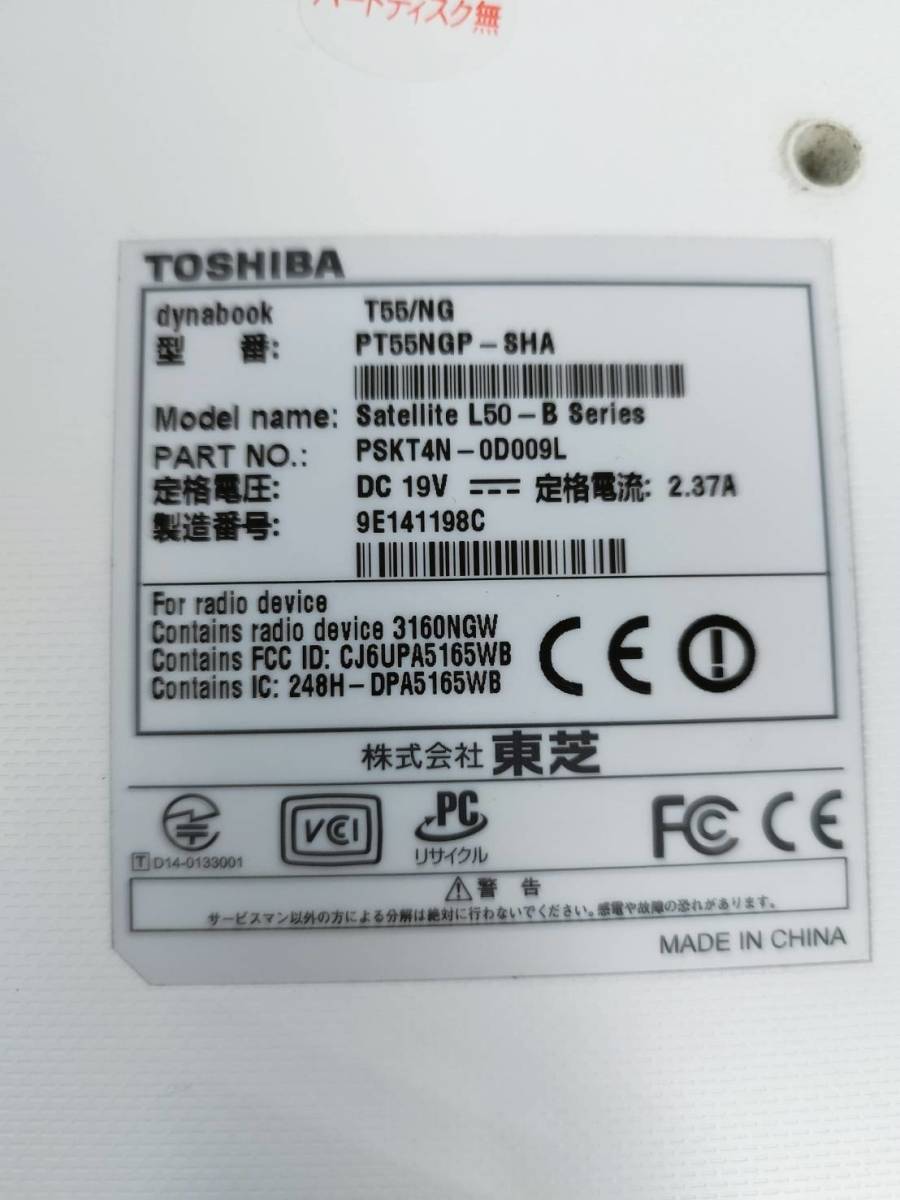 ハードディスク無
TOSHIBA
dynabook T55/NG
型 番: PT55NGP-SHA
Model name: Satellite L50-B Series
PART NO.: PSKT4N-0D009L
定格電圧: DC 19V 定格電流: 2.37A
製造番号: 9E141198C
For radio device
Contains radio device 3160NGW
Contains FCC ID: CJ6UPA5165WB
Contains IC: 248H-DPA5165WB
CE
株式会社 東芝
T D14-0133001
VCCI
PC
リサイクル
FC CE
警 告
サービスマン以外の方による分解は絶対に行わないでください。感電や故障の恐れがあります。
MADE IN CHINA